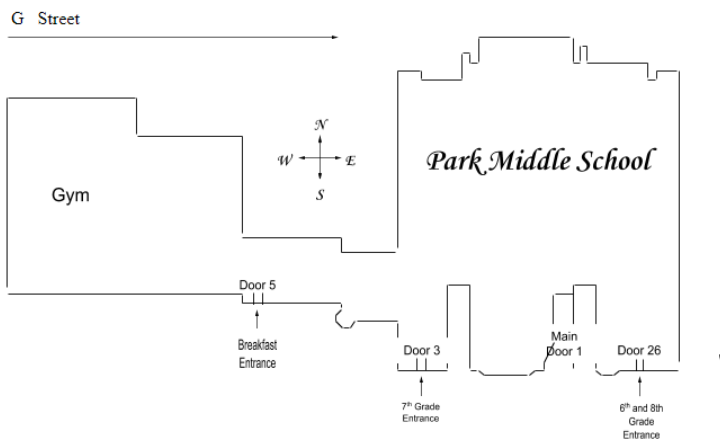 G Street
N
W E
S
Park Middle School
Gym
Door 5
Breakfast
Entrance
Door 3
7th Grade
Entrance
Main
Door 1
Door 26
6th and 8th
Grade
Entrance